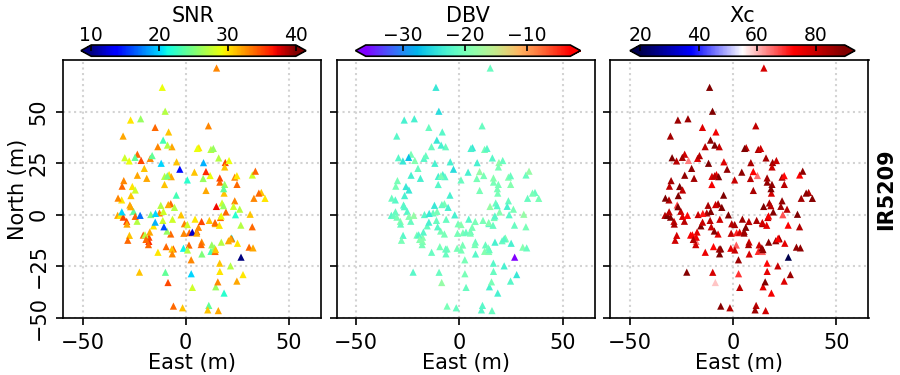 SNR DBV Xc
10 20 30 40 −30 −20 −10 20 40 60 80
North (m)
50
25
0
−25
−50
IR5209
−50 0 50 −50 0 50 −50 0 50
East (m) East (m) East (m)